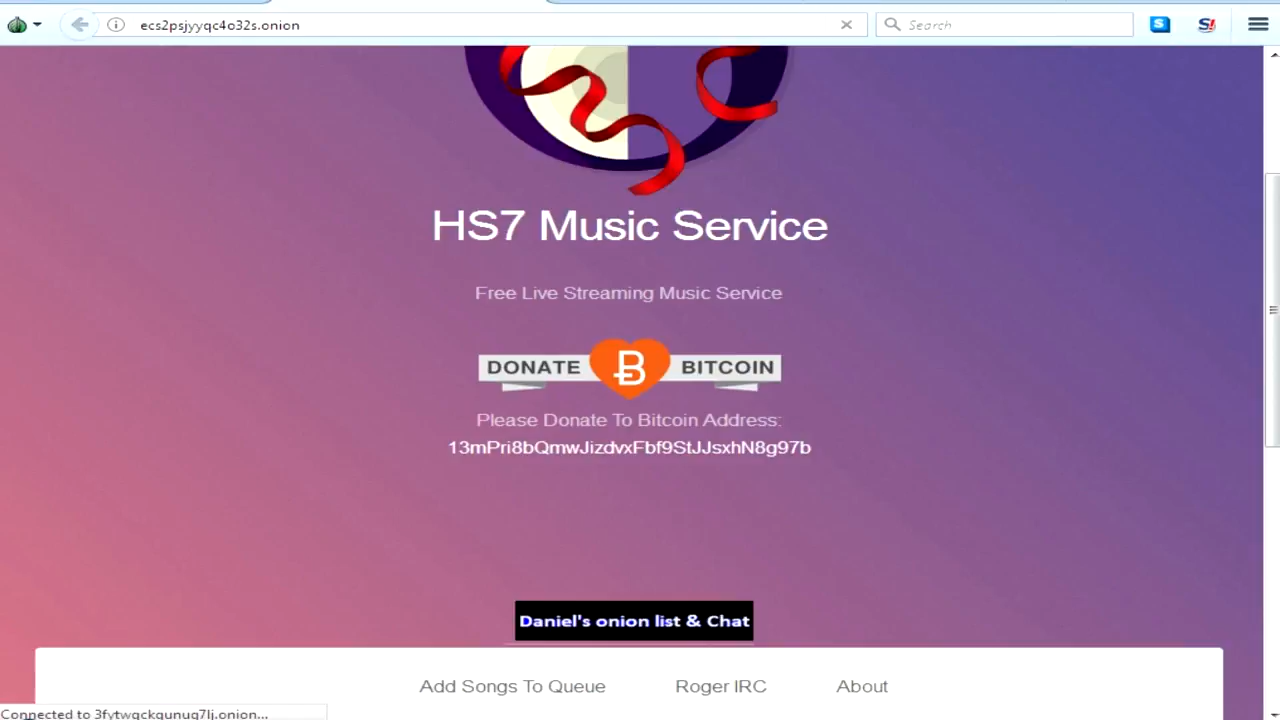 ecs2psjyyqc4o32s.onion
Search
HS7 Music Service
Free Live Streaming Music Service
DONATE B BITCOIN
Please Donate To Bitcoin Address:
13mPri8bQmwJizdvxFbf9StJJsxhN8g97b
Daniel's onion list & Chat
Add Songs To Queue Roger IRC About
Connected to 3fytwgckgunug7lj.onion...